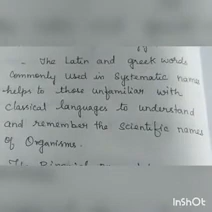 - The Latin and greek words
Commonly used in Systematic name
helps to those unfamiliar with
classical languages to understand
and remember the scientific names
of Organisms.
InShOt